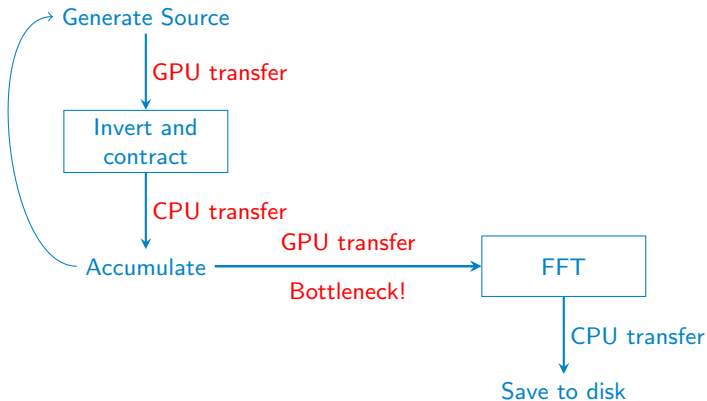 Generate Source
GPU transfer
Invert and
contract
CPU transfer
GPU transfer
Accumulate
FFT
Bottleneck!
CPU transfer
Save to disk